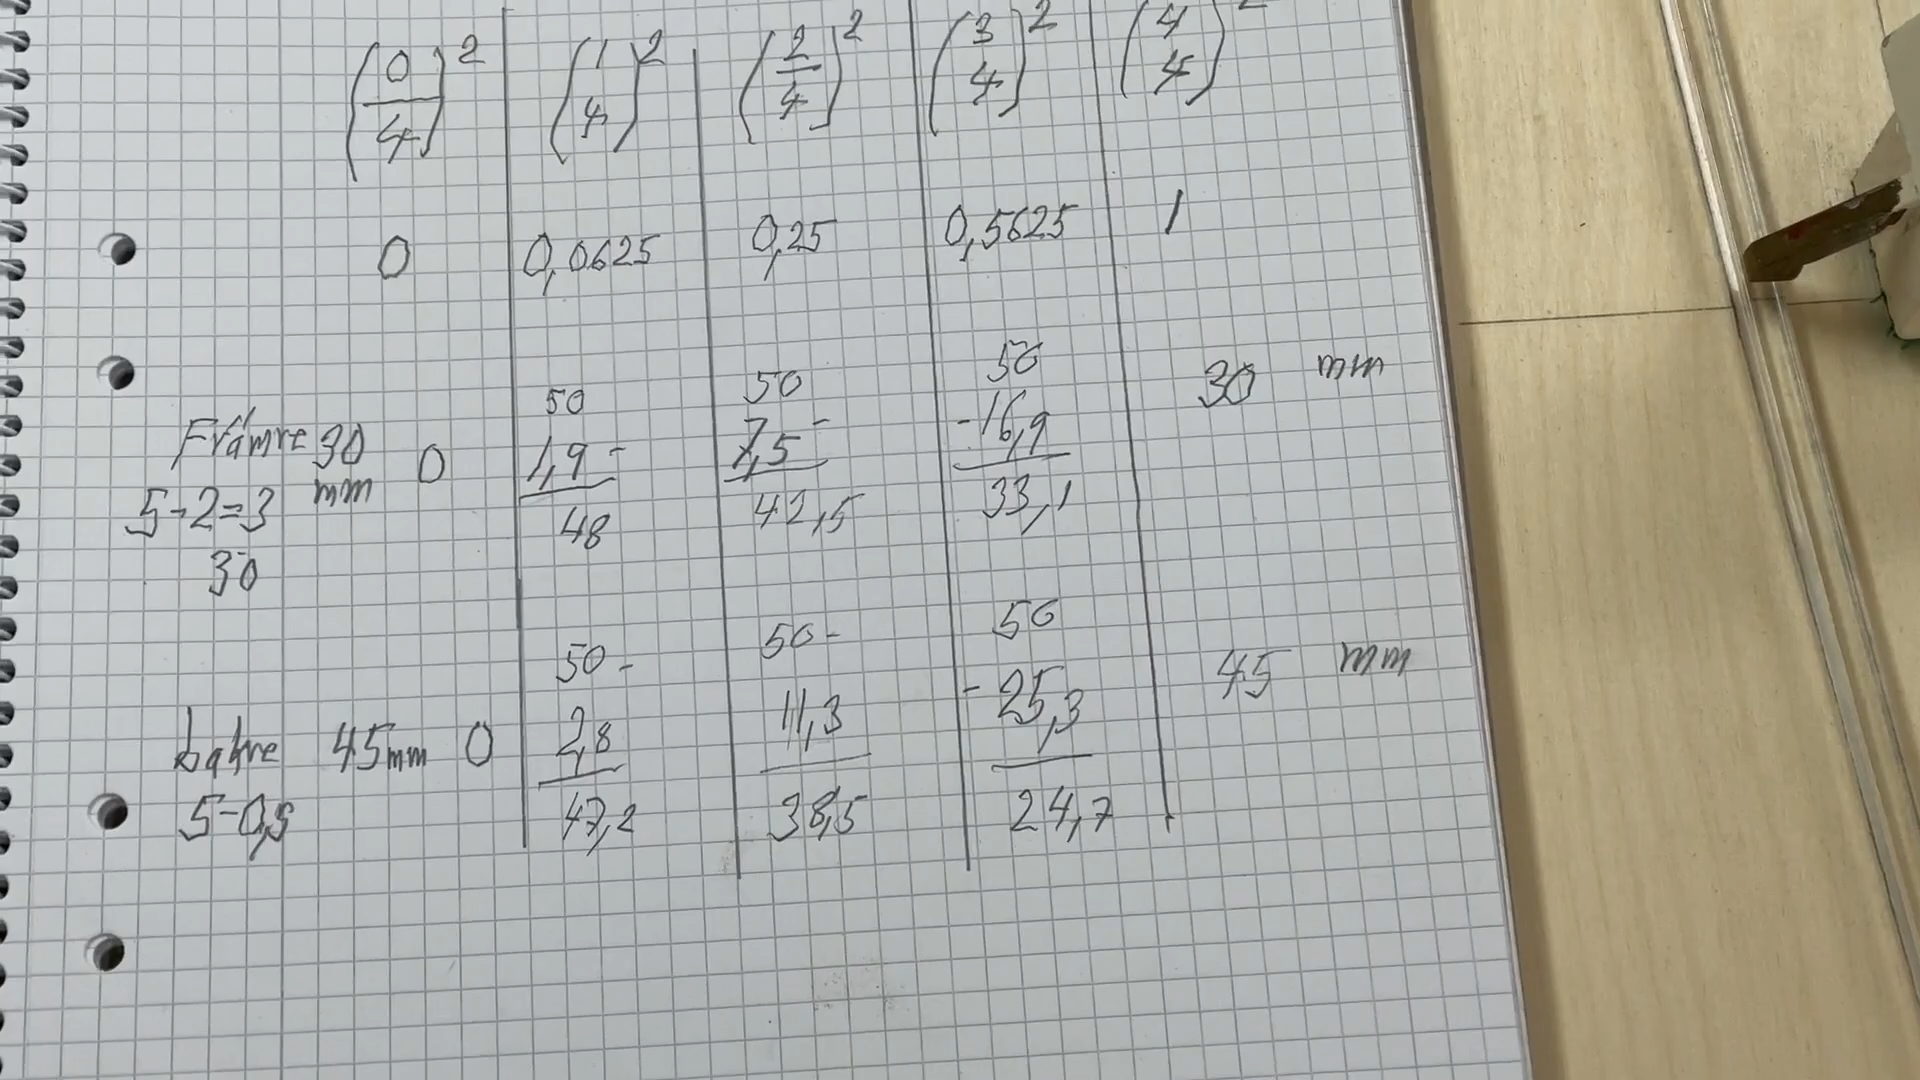 (0/4)² (1/4)² (2/4)² (3/4)² (4/4)²
0 0,0625 0,25 0,5625 1
50 50 50 30 mm
Främre 30 mm 0 1,9 - 7,5 - -16,9
5-2=3 48 42,5 33,1
30
50 - 50 - 50 45 mm
45mm 0 2,8 11,3 - 25,3
5-0,5 47,2 38,5 24,7